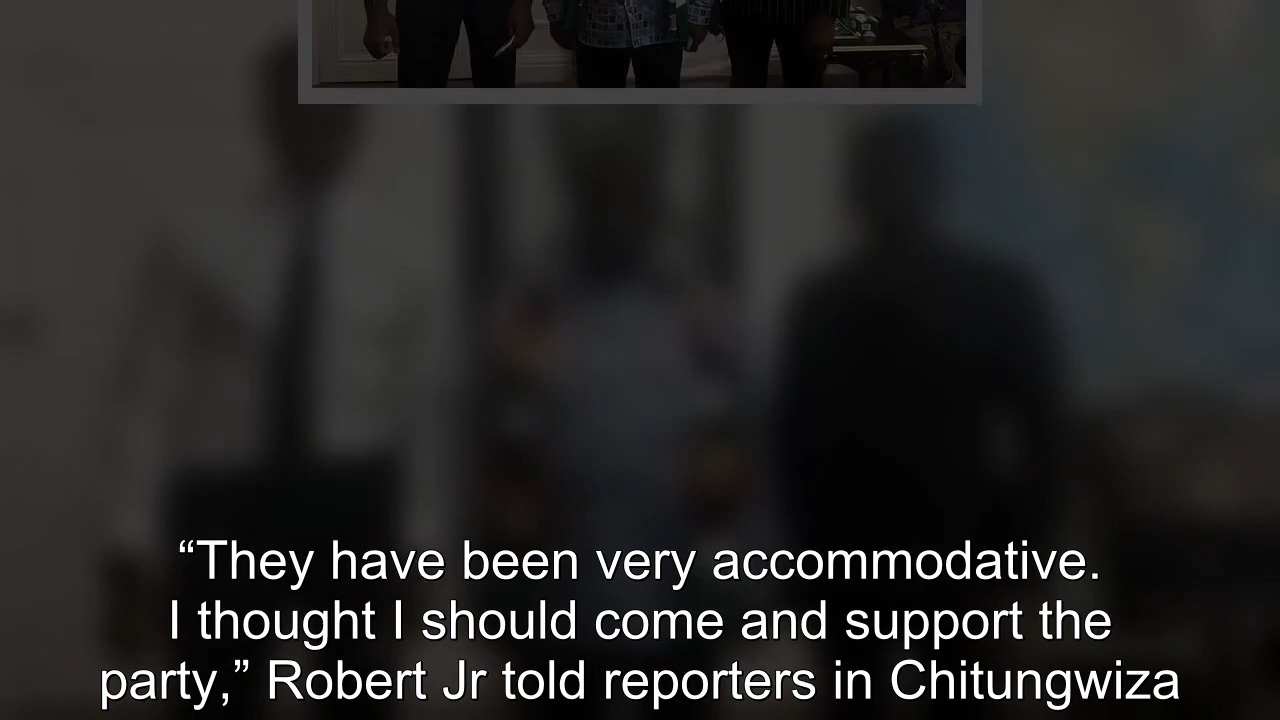 “They have been very accommodative.
I thought I should come and support the
party,” Robert Jr told reporters in Chitungwiza